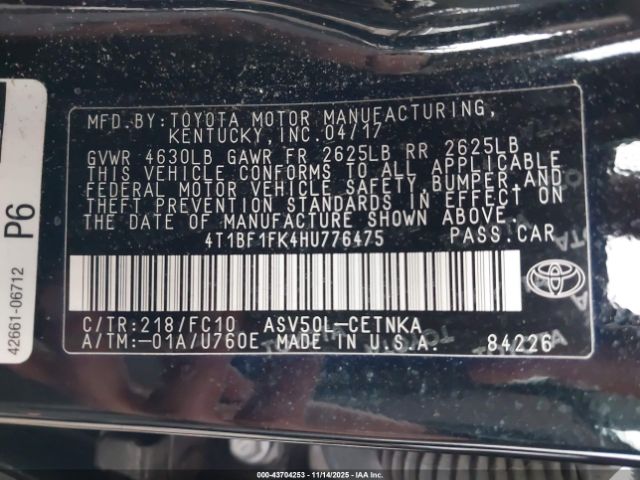 MFD.BY:TOYOTA MOTOR MANUFACTURING,
KENTUCKY,INC.04/17
GVWR 4630LB GAWR FR 2625LB RR 2625LB
THIS VEHICLE CONFORMS TO ALL APPLICABLE
FEDERAL MOTOR VEHICLE SAFETY,BUMPER,AND
THEFT PREVENTION STANDARDS IN EFFECT ON
THE DATE OF MANUFACTURE SHOWN ABOVE.
4T1BF1FK4HU776475 PASS.CAR
C/TR:218/FC10 ASV50L-CETNKA
A/TM:-01A/U760E MADE IN U.S.A. 84226
P6
42661-06712
000-43704253 - 11/14/2025 - IAA Inc.